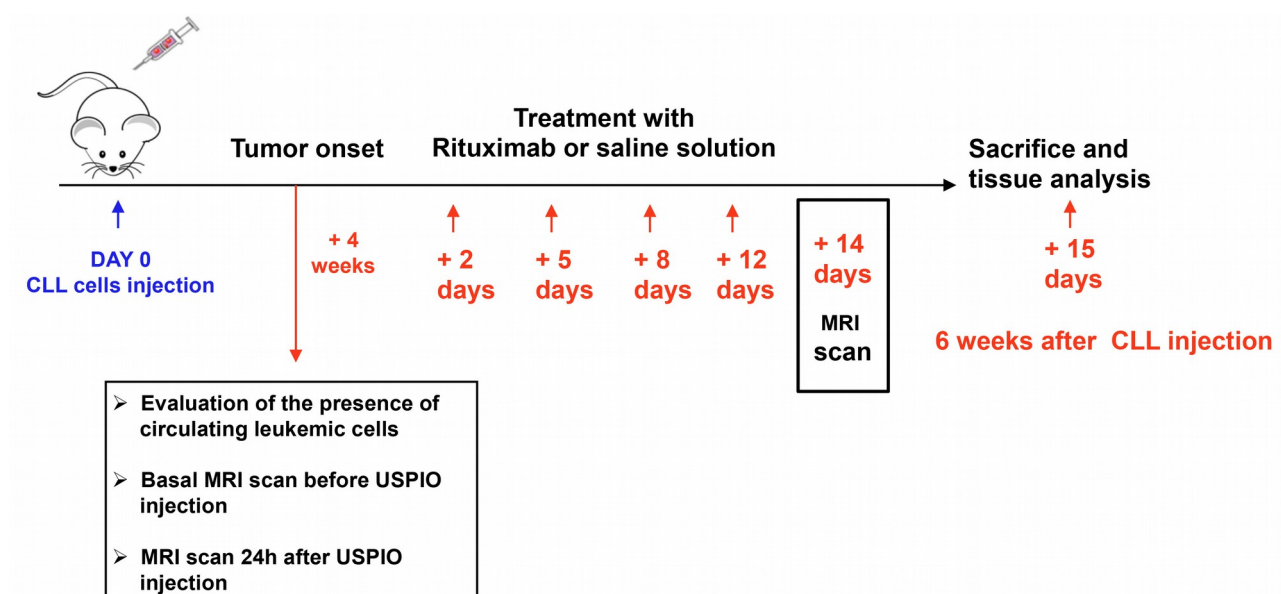 Treatment with
Rituximab or saline solution
Tumor onset
Sacrifice and
tissue analysis
DAY 0
CLL cells injection
+ 4
weeks
+ 2
days
+ 5
days
+ 8
days
+ 12
days
+ 14
days
MRI
scan
+ 15
days
6 weeks after CLL injection
➢ Evaluation of the presence of
circulating leukemic cells
➢ Basal MRI scan before USPIO
injection
➢ MRI scan 24h after USPIO
injection